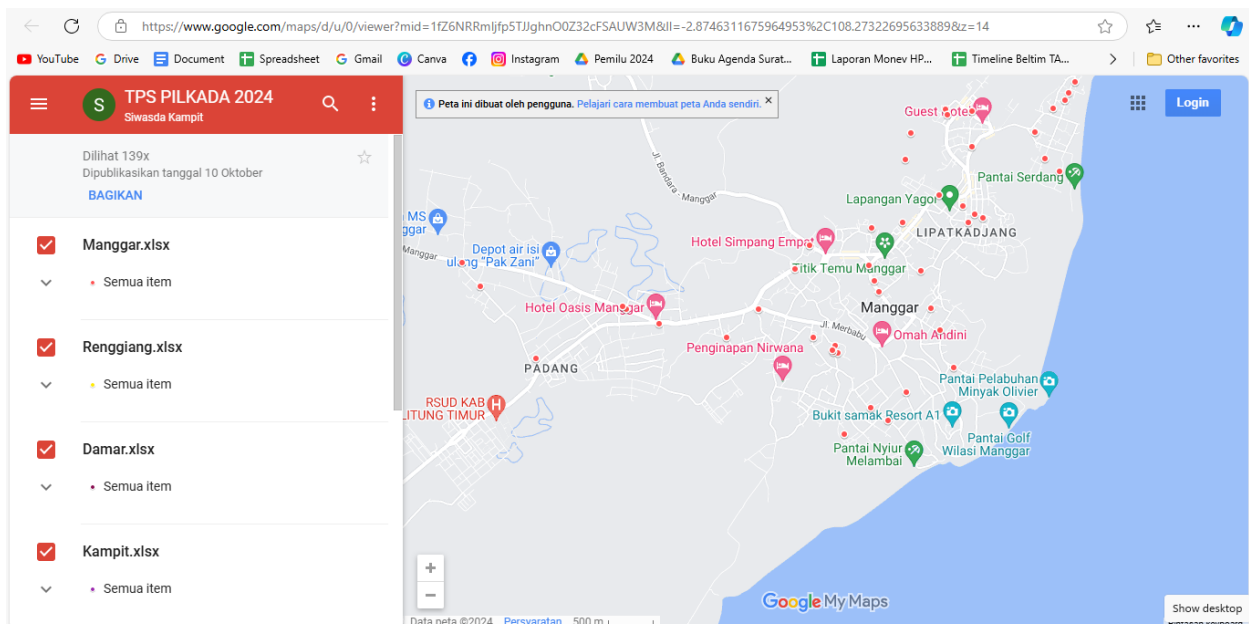 https://www.google.com/maps/d/u/0/viewer?mid=1fZ6NRRmIjfp5TJJghnO0Z32cFSAUW3M&ll=-2.8746311675964953%2C108.27322695633889&z=14
YouTube
Drive
Document
Spreadsheet
Gmail
Canva
Instagram
Pemilu 2024
Buku Agenda Surat...
Laporan Monev HP...
Timeline Beltim TA...
Other favorites
S
TPS PILKADA 2024
Siwasda Kampit
Dilihat 139x
Dipublikasikan tanggal 10 Oktober
BAGIKAN
Manggar.xlsx
Semua item
Renggiang.xlsx
Semua item
Damar.xlsx
Semua item
Kampit.xlsx
Semua item
Peta ini dibuat oleh pengguna. Pelajari cara membuat peta Anda sendiri.
Login
Guest
Jl. Bandara - Manggar
Pantai Serdang
Lapangan Yagor
MS
ggar
LIPATKADJANG
Hotel Simpang Empat
Manggar
Depot air isi
ulang "Pak Zani"
Titik Temu Manggar
Hotel Oasis Manggar
Manggar
Jl. Merbabu
Omah Andini
Penginapan Nirwana
PADANG
Pantai Pelabuhan
Minyak Olivier
RSUD KAB
LITUNG TIMUR
Bukit samak Resort A1
Pantai Golf
Wilasi Manggar
Pantai Nyiur
Melambai
Google My Maps
Show desktop
Data peta ©2024
Persyaratan
500 m